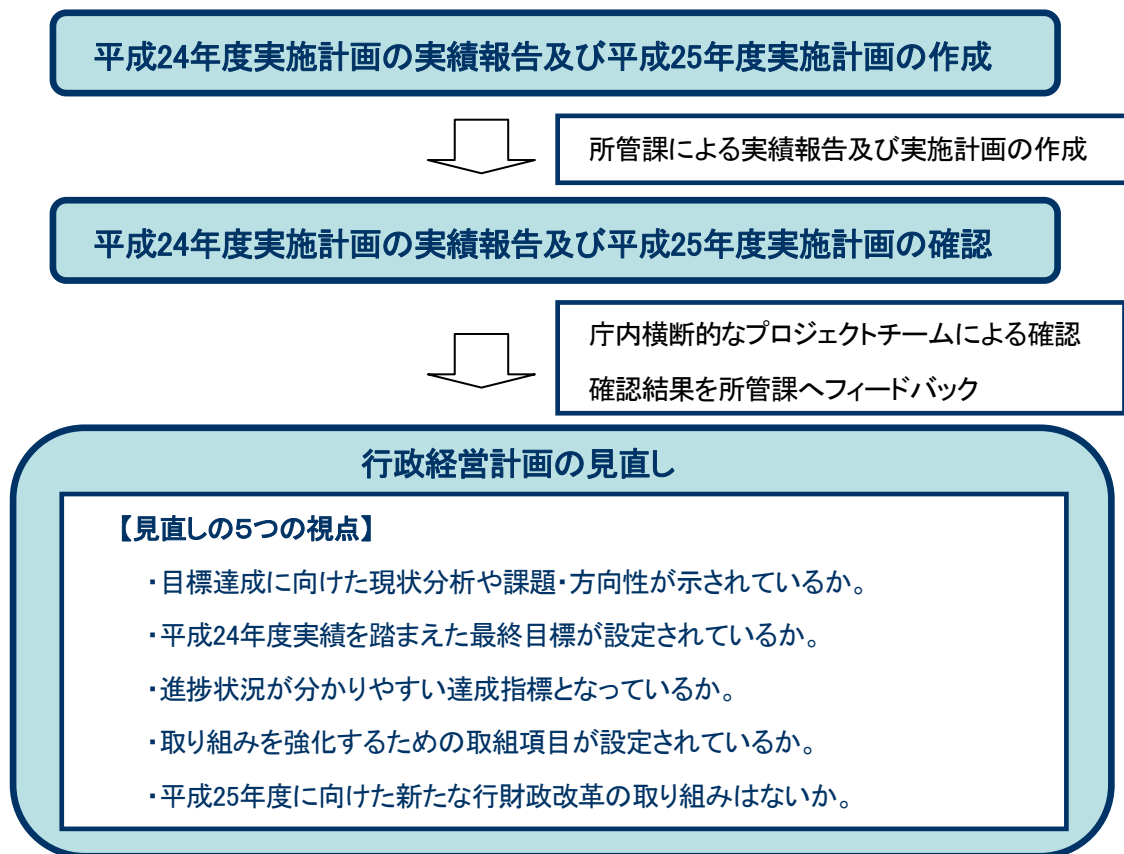 平成24年度実施計画の実績報告及び平成25年度実施計画の作成
所管課による実績報告及び実施計画の作成
平成24年度実施計画の実績報告及び平成25年度実施計画の確認
庁内横断的なプロジェクトチームによる確認
確認結果を所管課へフィードバック
行政経営計画の見直し
【見直しの5つの視点】
・目標達成に向けた現状分析や課題・方向性が示されているか。
・平成24年度実績を踏まえた最終目標が設定されているか。
・進捗状況が分かりやすい達成指標となっているか。
・取り組みを強化するための取組項目が設定されているか。
・平成25年度に向けた新たな行財政改革の取り組みはないか。